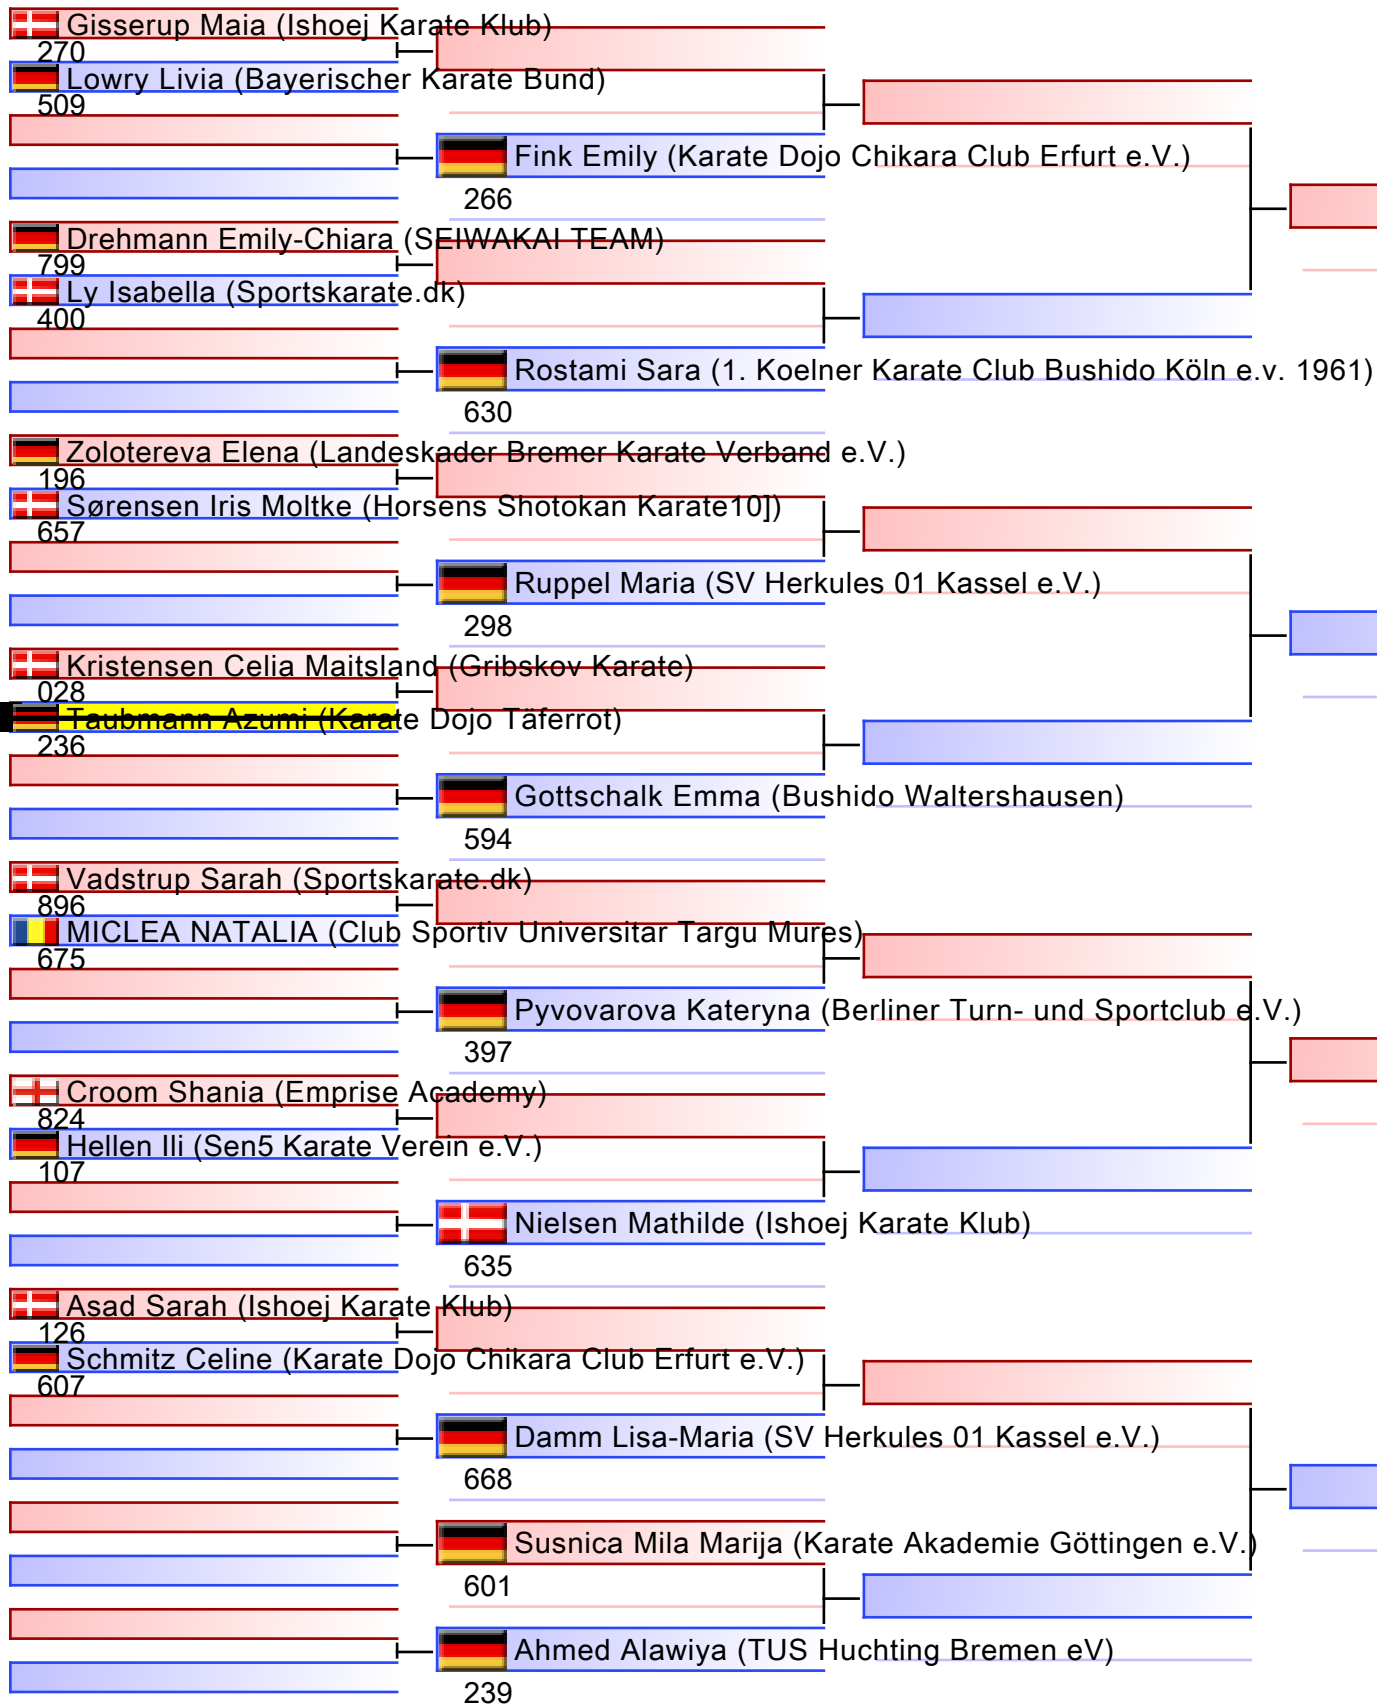 Gisserup Maia (Ishoej Karate Klub)
270
Lowry Livia (Bayerischer Karate Bund)
509
Fink Emily (Karate Dojo Chikara Club Erfurt e.V.)
266
Drehmann Emily-Chiara (SEIWAKAI TEAM)
799
Ly Isabella (Sportskarate.dk)
400
Rostami Sara (1. Koelner Karate Club Bushido Köln e.v. 1961)
630
Zolotereva Elena (Landeskader Bremer Karate Verband e.V.)
196
Sørensen Iris Moltke (Horsens Shotokan Karate10])
657
Ruppel Maria (SV Herkules 01 Kassel e.V.)
298
Kristensen Celia Maitsland (Gribskov Karate)
028
Taubmann Azumi (Karate Dojo Täferrot)
236
Gottschalk Emma (Bushido Waltershausen)
594
Vadstrup Sarah (Sportskarate.dk)
896
MICLEA NATALIA (Club Sportiv Universitar Targu Mures)
675
Pyvovarova Kateryna (Berliner Turn- und Sportclub e.V.)
397
Croom Shania (Emprise Academy)
824
Hellen Ili (Sen5 Karate Verein e.V.)
107
Nielsen Mathilde (Ishoej Karate Klub)
635
Asad Sarah (Ishoej Karate Klub)
126
Schmitz Celine (Karate Dojo Chikara Club Erfurt e.V.)
607
Damm Lisa-Maria (SV Herkules 01 Kassel e.V.)
668
Susnica Mila Marija (Karate Akademie Göttingen e.V.)
601
Ahmed Alawiya (TUS Huchting Bremen eV)
239